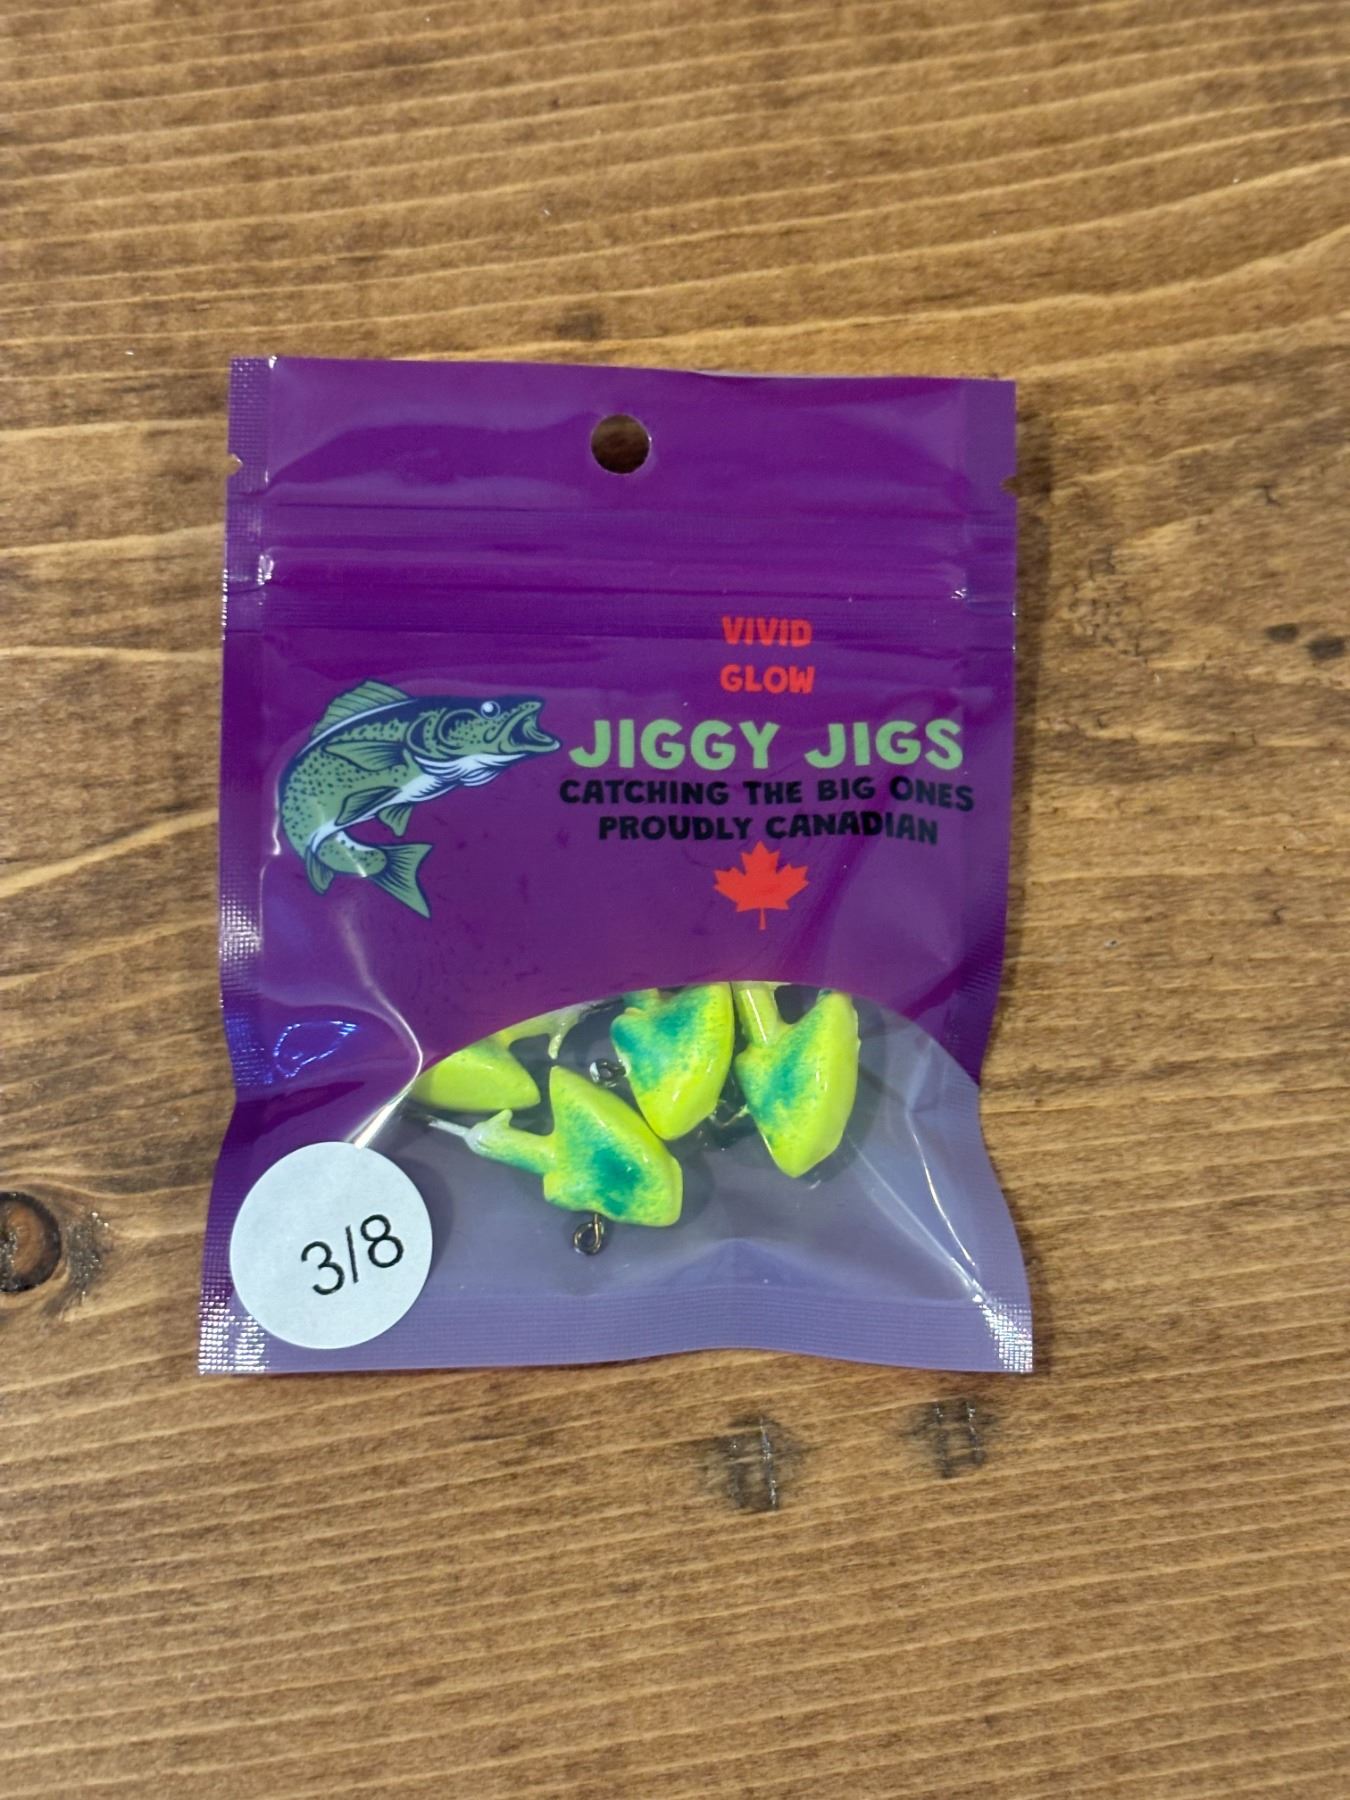 VIVID
GLOW
JIGGY JIGS
CATCHING THE BIG ONES
PROUDLY CANADIAN
3/8